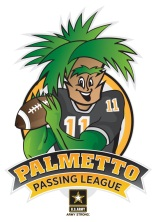 11
11
PALMETTO
PASSING LEAGUE
U.S.ARMY
ARMY STRONG.